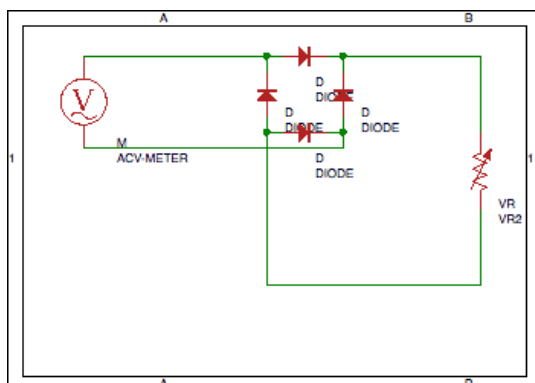 A B
V
D
DIODE
D
DIODE
D
DIODE
M
ACV-METER
D
DIODE
1 1
VR
VR2
A B